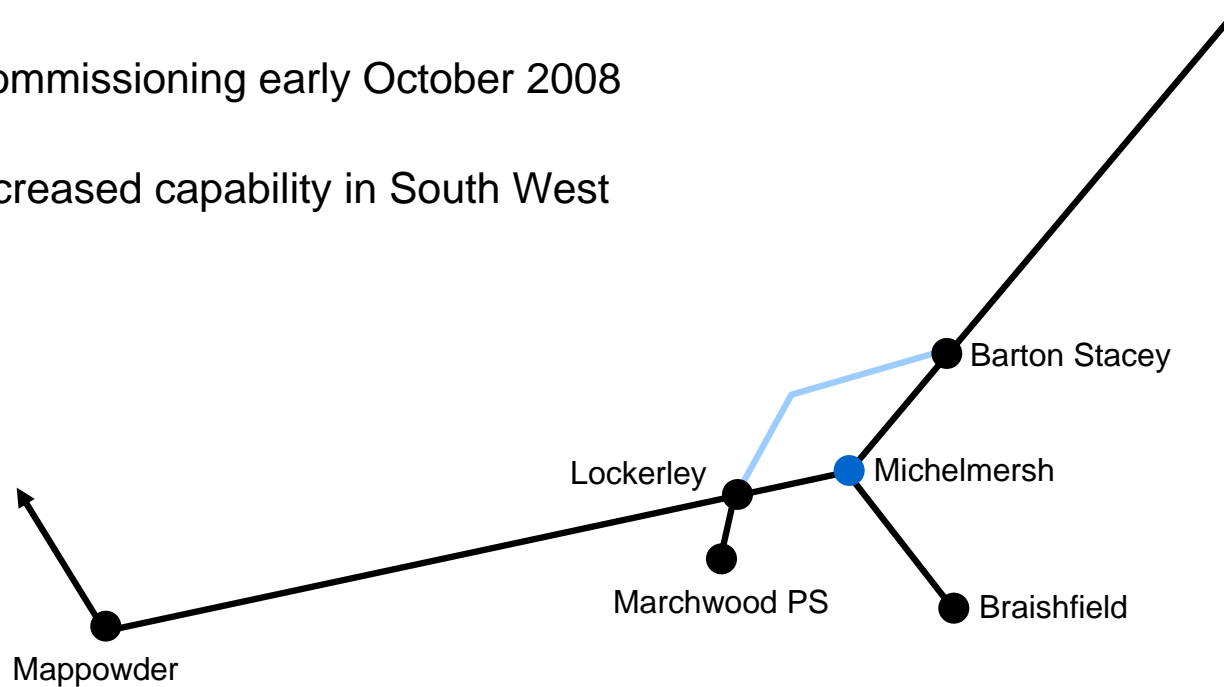 ommissioning early October 2008
creased capability in South West
Barton Stacey
Lockerley
Michelmersh
Marchwood PS
Braishfield
Mappowder